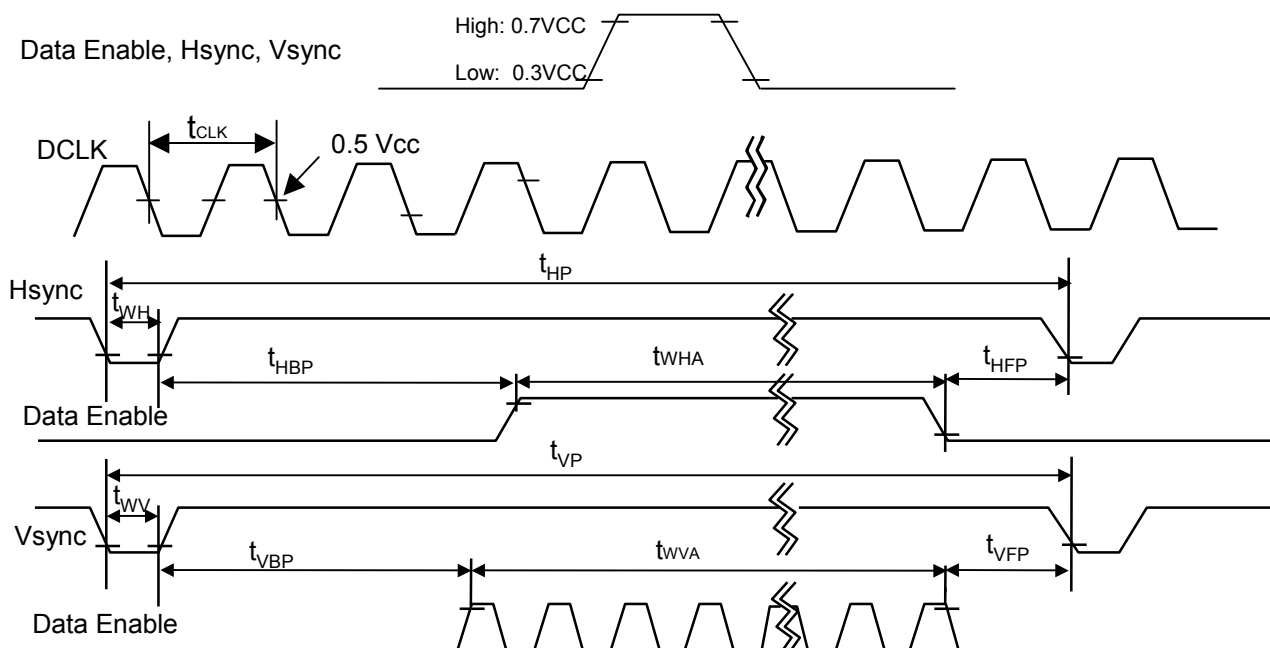 High: 0.7VCC
Data Enable, Hsync, Vsync
Low: 0.3VCC
tCLK
0.5 Vcc
DCLK
tHP
Hsync
tWH
tHBP
tWHA
tHFP
Data Enable
tVP
tWV
Vsync
tVBP
tWVA
tVFP
Data Enable